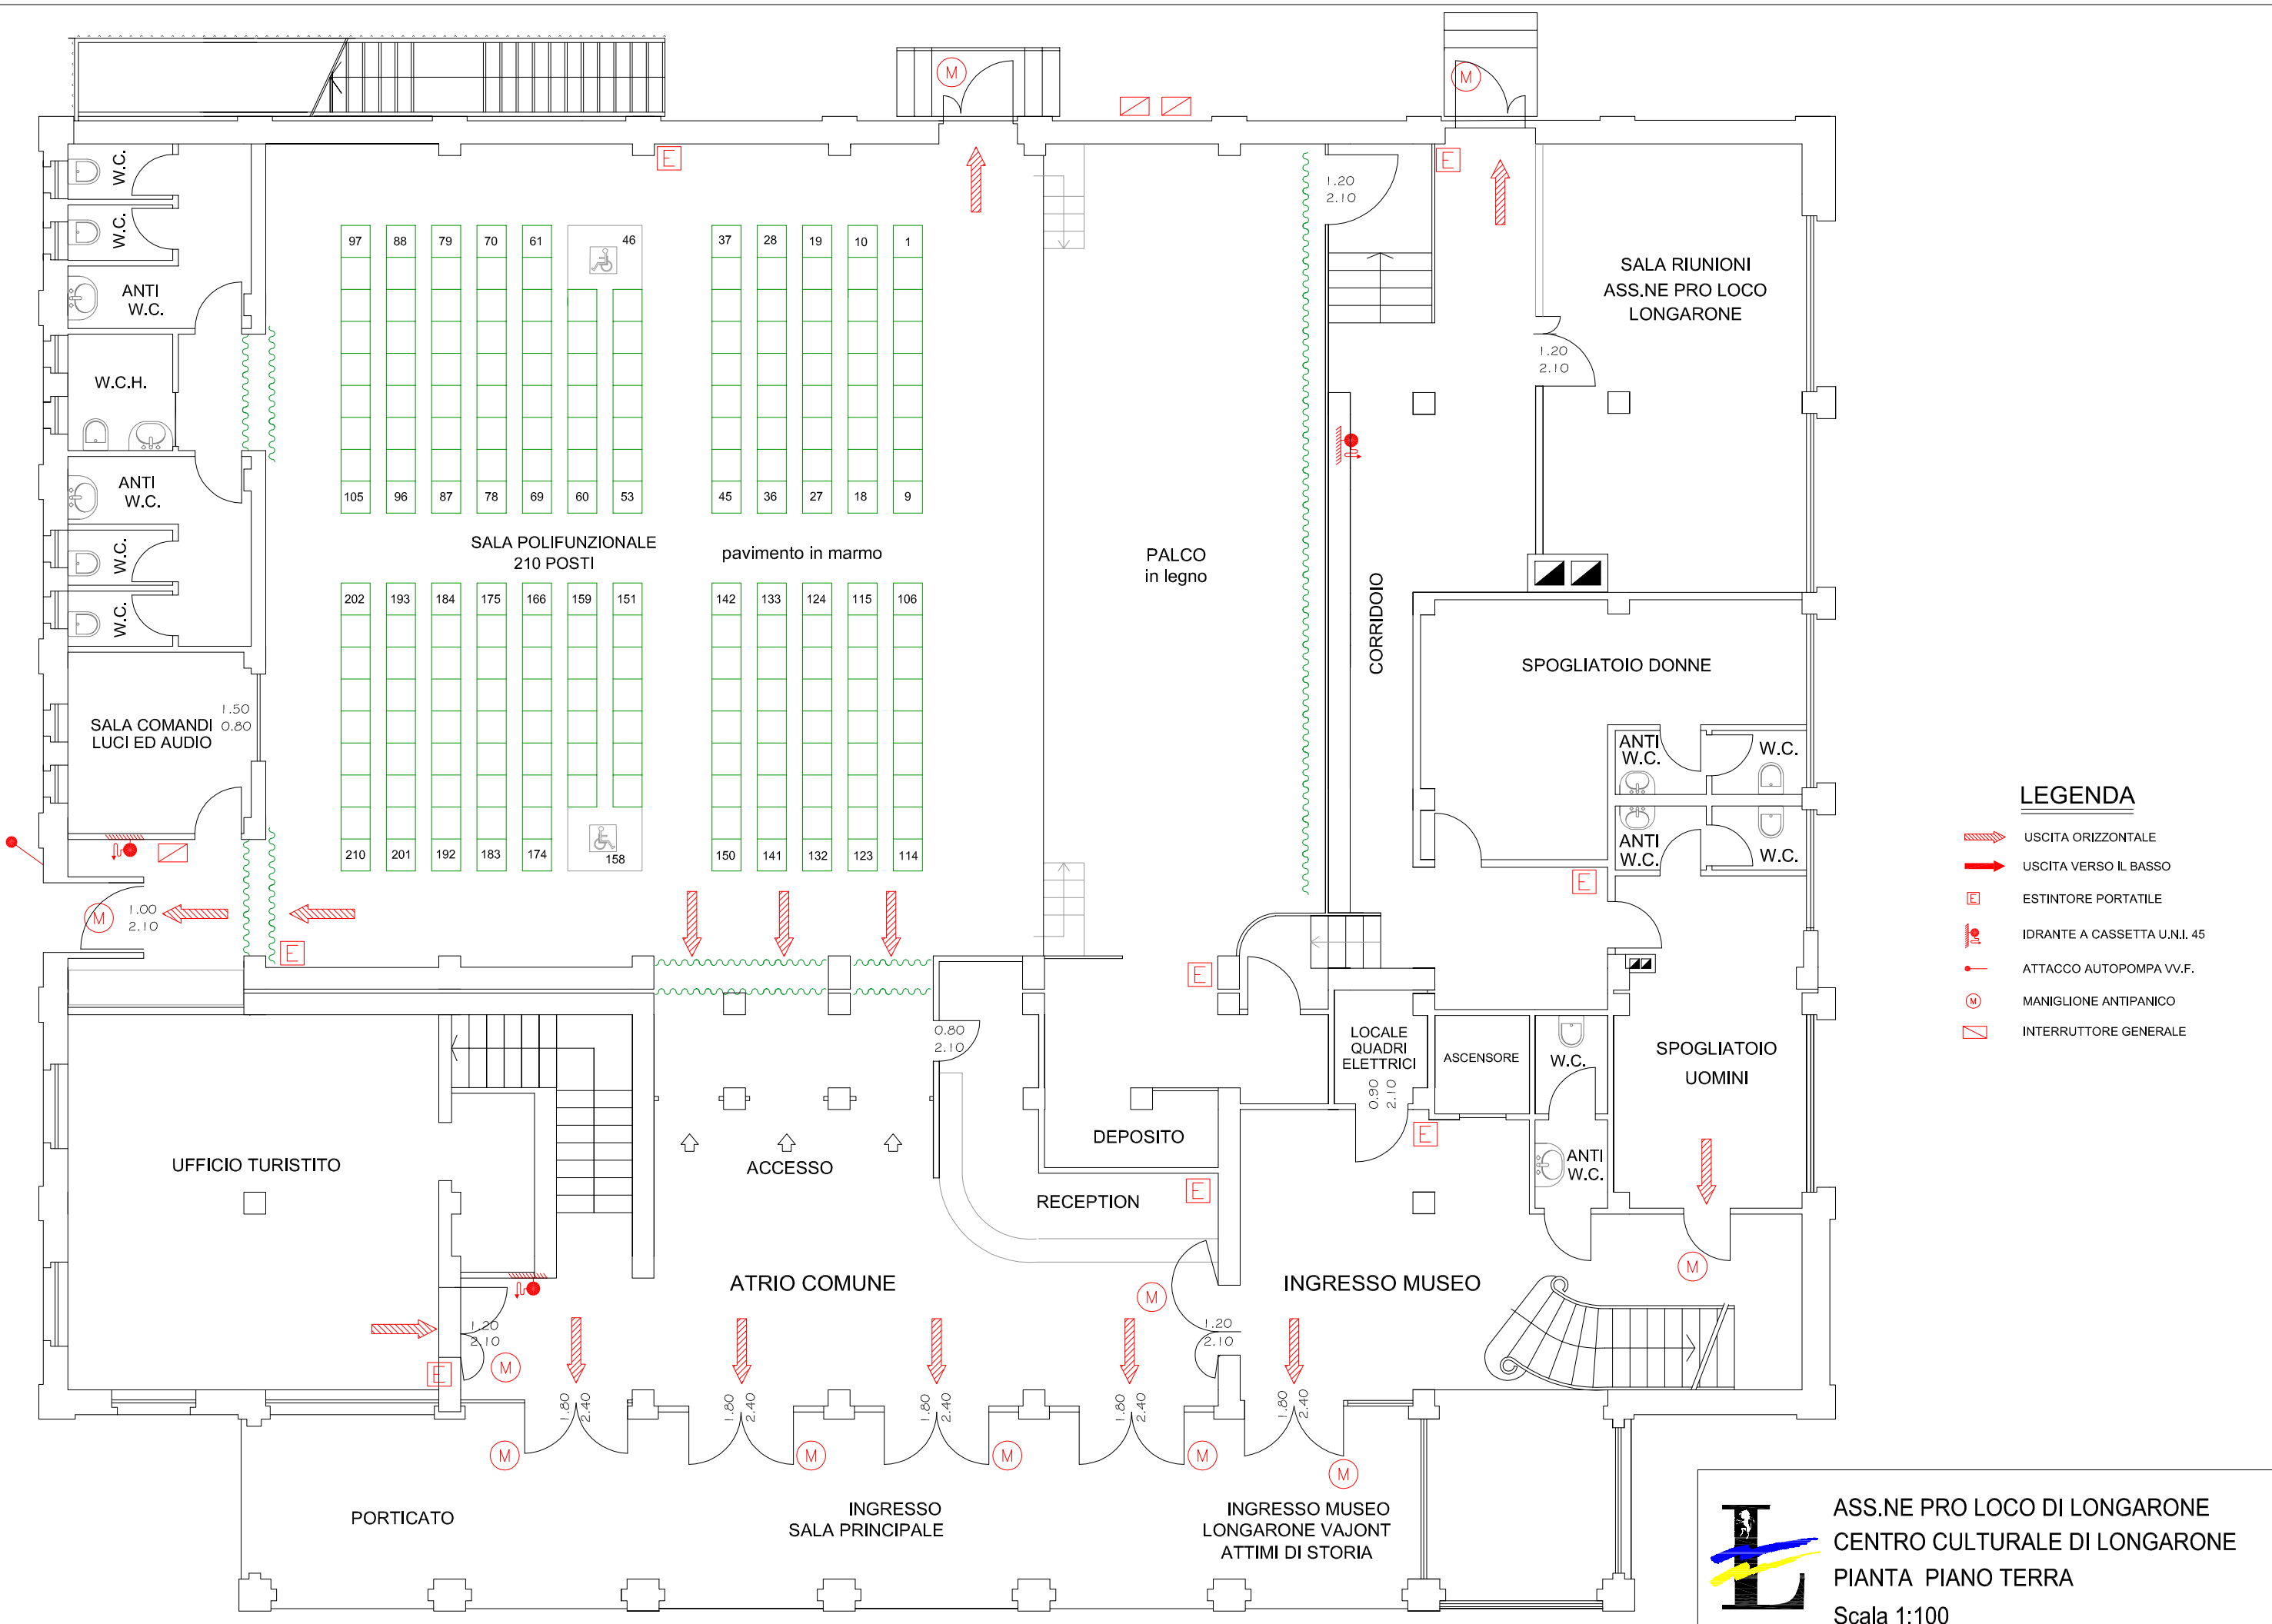 M
M
E
E
W.C.
W.C.
ANTI
W.C.
W.C.H.
ANTI
W.C.
W.C.
W.C.
SALA COMANDI
LUCI ED AUDIO
1.50
0.80
97 88 79 70 61 46 37 28 19 10 1
105 96 87 78 69 60 53 45 36 27 18 9
SALA POLIFUNZIONALE
210 POSTI
pavimento in marmo
202 193 184 175 166 159 151 142 133 124 115 106
210 201 192 183 174 158 150 141 132 123 114
PALCO
in legno
1.20
2.10
CORRIDOIO
SALA RIUNIONI
ASS.NE PRO LOCO
LONGARONE
1.20
2.10
SPOGLIATOIO DONNE
ANTI
W.C.
W.C.
ANTI
W.C.
W.C.
E
M
1.00
2.10
E
E
0.80
2.10
LOCALE
QUADRI
ELETTRICI
0.90
2.10
ASCENSORE
W.C.
SPOGLIATOIO
UOMINI
E
ANTI
W.C.
DEPOSITO
UFFICIO TURISTITO
ACCESSO
RECEPTION
E
ATRIO COMUNE
INGRESSO MUSEO
M
M
1.20
2.10
1.20
2.10
E
M
1.80
2.40
1.80
2.40
1.80
2.40
1.80
2.40
1.80
2.40
M
M
M
M
M
PORTICATO
INGRESSO
SALA PRINCIPALE
INGRESSO MUSEO
LONGARONE VAJONT
ATTIMI DI STORIA
LEGENDA
USCITA ORIZZONTALE
USCITA VERSO IL BASSO
E ESTINTORE PORTATILE
IDRANTE A CASSETTA U.N.I. 45
ATTACCO AUTOPOMPA VV.F.
M MANIGLIONE ANTIPANICO
INTERRUTTORE GENERALE
L
ASS.NE PRO LOCO DI LONGARONE
CENTRO CULTURALE DI LONGARONE
PIANTA PIANO TERRA
Scala 1:100